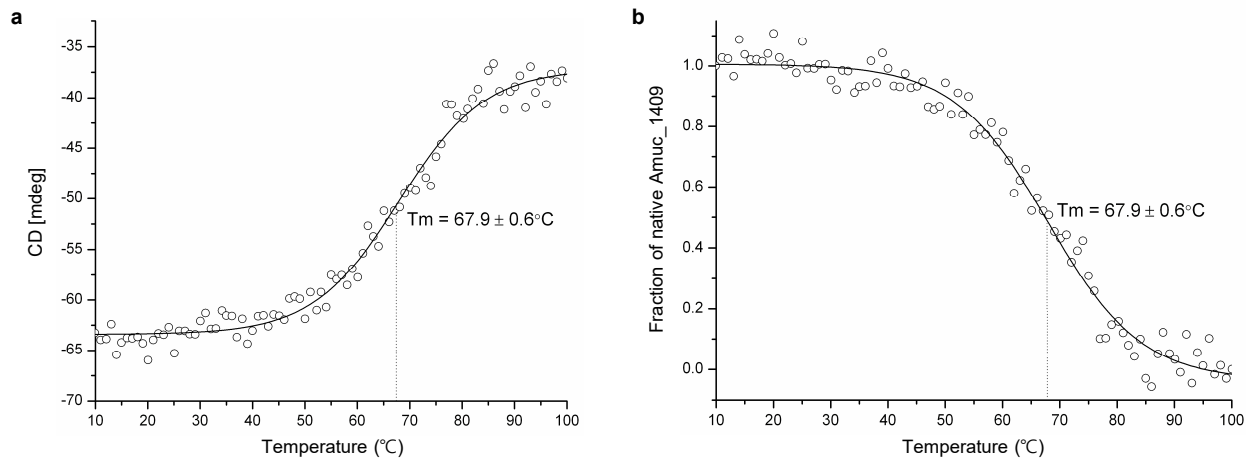 a
-35
-40
-45
-50
-55
-60
-65
-70
CD [mdeg]
Tm = 67.9 ± 0.6°C
10 20 30 40 50 60 70 80 90 100
Temperature (℃)
b
1.0
0.8
0.6
0.4
0.2
0.0
Fraction of native Amuc_1409
Tm = 67.9 ± 0.6°C
10 20 30 40 50 60 70 80 90 100
Temperature (℃)